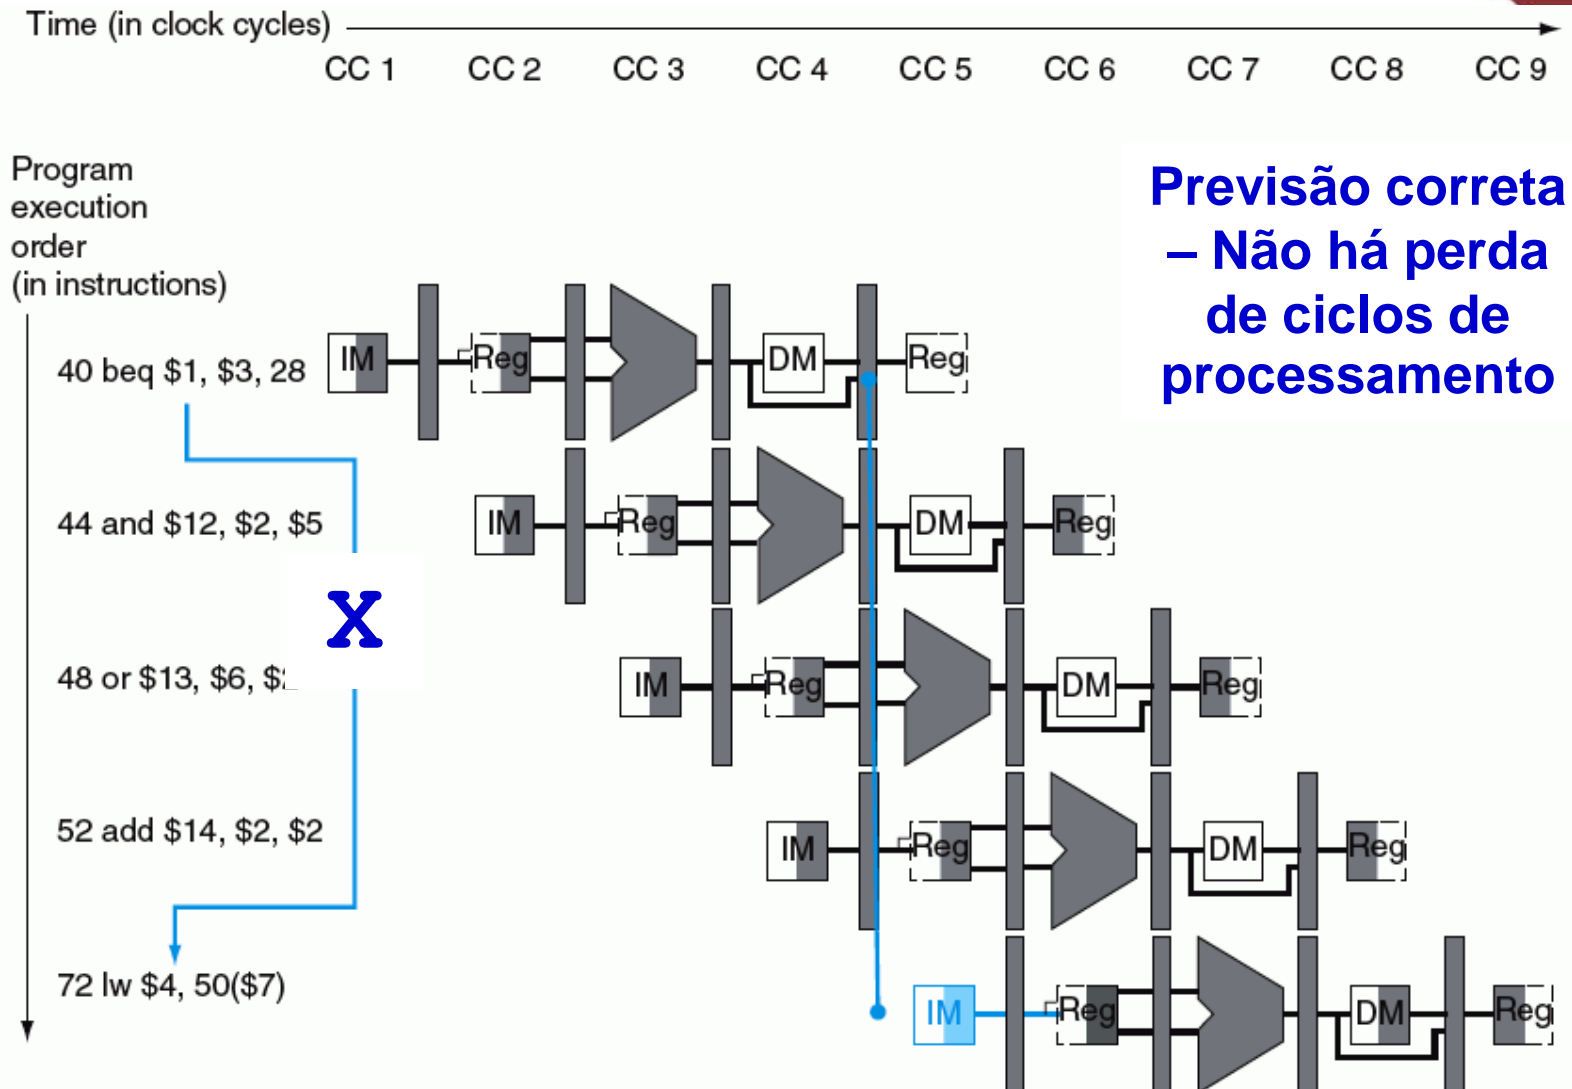 Time (in clock cycles)
CC 1 CC 2 CC 3 CC 4 CC 5 CC 6 CC 7 CC 8 CC 9
Program
execution
order
(in instructions)
Previsão correta
– Não há perda
de ciclos de
processamento
40 beq $1, $3, 28
IM Reg DM Reg
44 and $12, $2, $5
IM Reg DM Reg
X
48 or $13, $6,
IM Reg DM Reg
52 add $14, $2, $2
IM Reg DM Reg
72 lw $4, 50($7)
IM Reg DM Reg